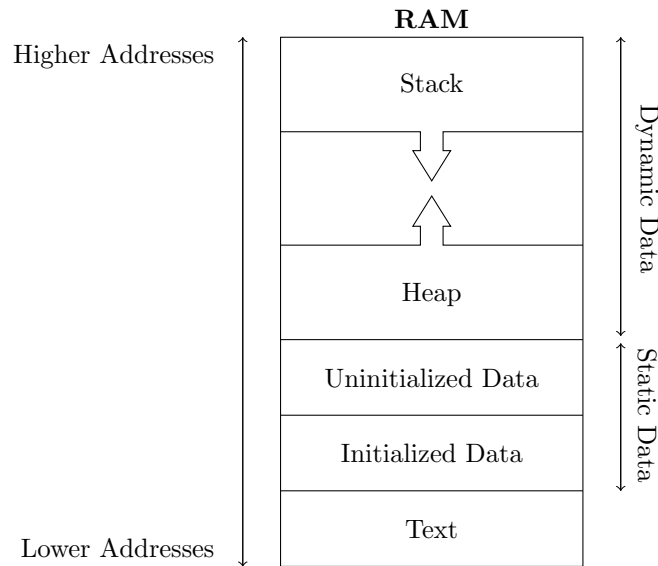 RAM
Higher Addresses
Stack
Dynamic Data
Heap
Uninitialized Data
Static Data
Initialized Data
Text
Lower Addresses